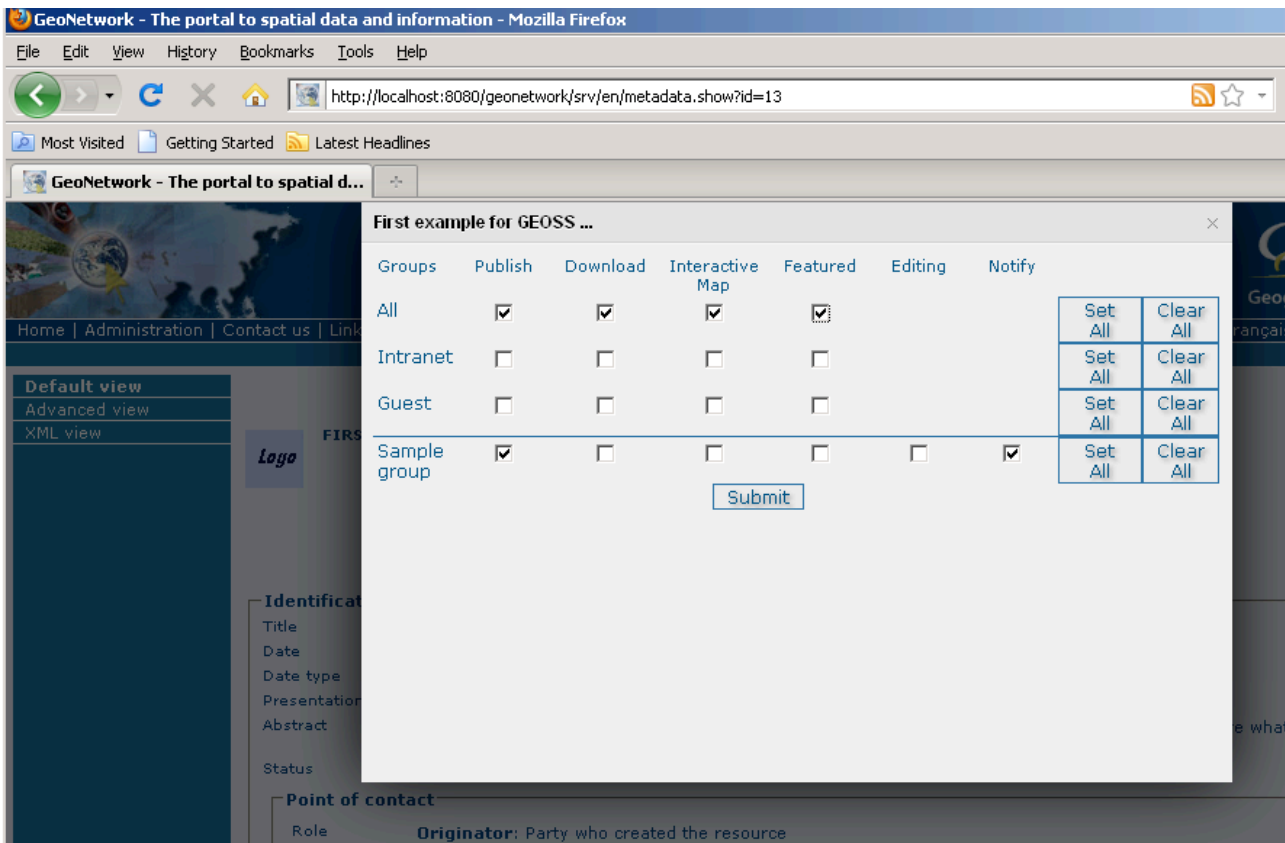 GeoNetwork - The portal to spatial data and information - Mozilla Firefox
File Edit View History Bookmarks Tools Help
http://localhost:8080/geonetwork/srv/en/metadata.show?id=13
Most Visited Getting Started Latest Headlines
GeoNetwork - The portal to spatial d...
First example for GEOSS ...
Groups Publish Download Interactive Map Featured Editing Notify
All Set All Clear All
Intranet Set All Clear All
Guest Set All Clear All
Sample group Set All Clear All
Submit
Geo
Home | Administration | Contact us | Link
rançai
Default view
Advanced view
XML view
Logo
FIRS
Identificat
Title
Date
Date type
Presentation
Abstract
e what
Status
Point of contact
Role Originator: Party who created the resource